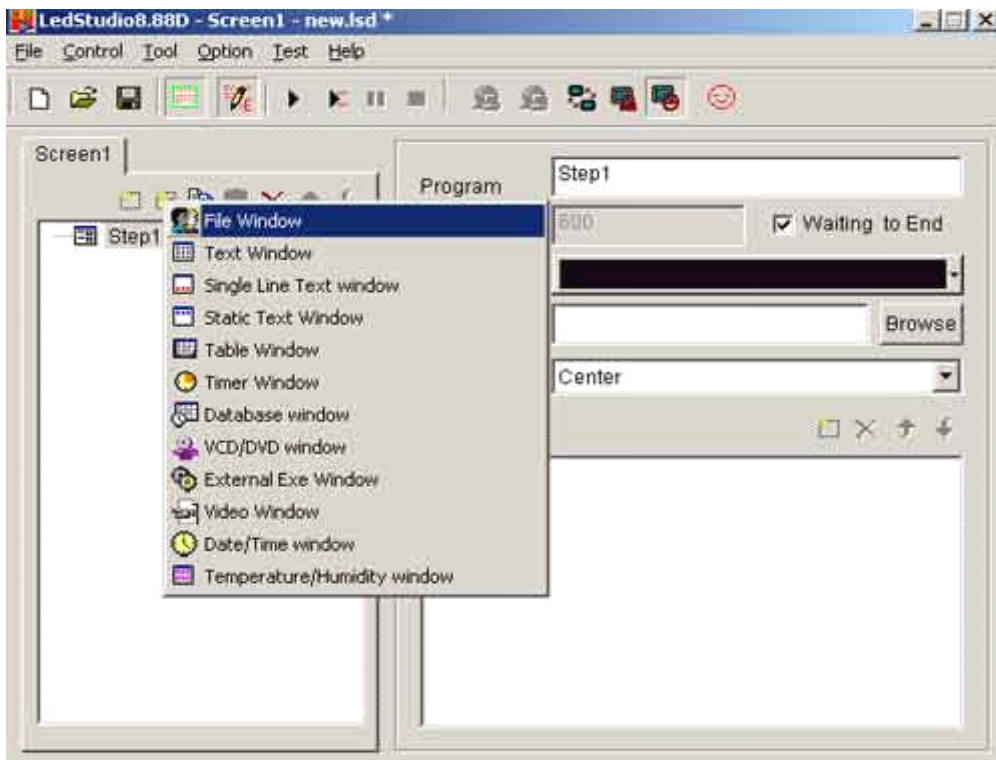 LedStudio8.88D - Screen1 - new.lsd *
File Control Tool Option Test Help
Screen1
Step1
File Window
Text Window
Single Line Text window
Static Text Window
Table Window
Timer Window
Database window
VCD/DVD window
External Exe Window
Video Window
Date/Time window
Temperature/Humidity window
Program
Step1
600
Waiting to End
Browse
Center